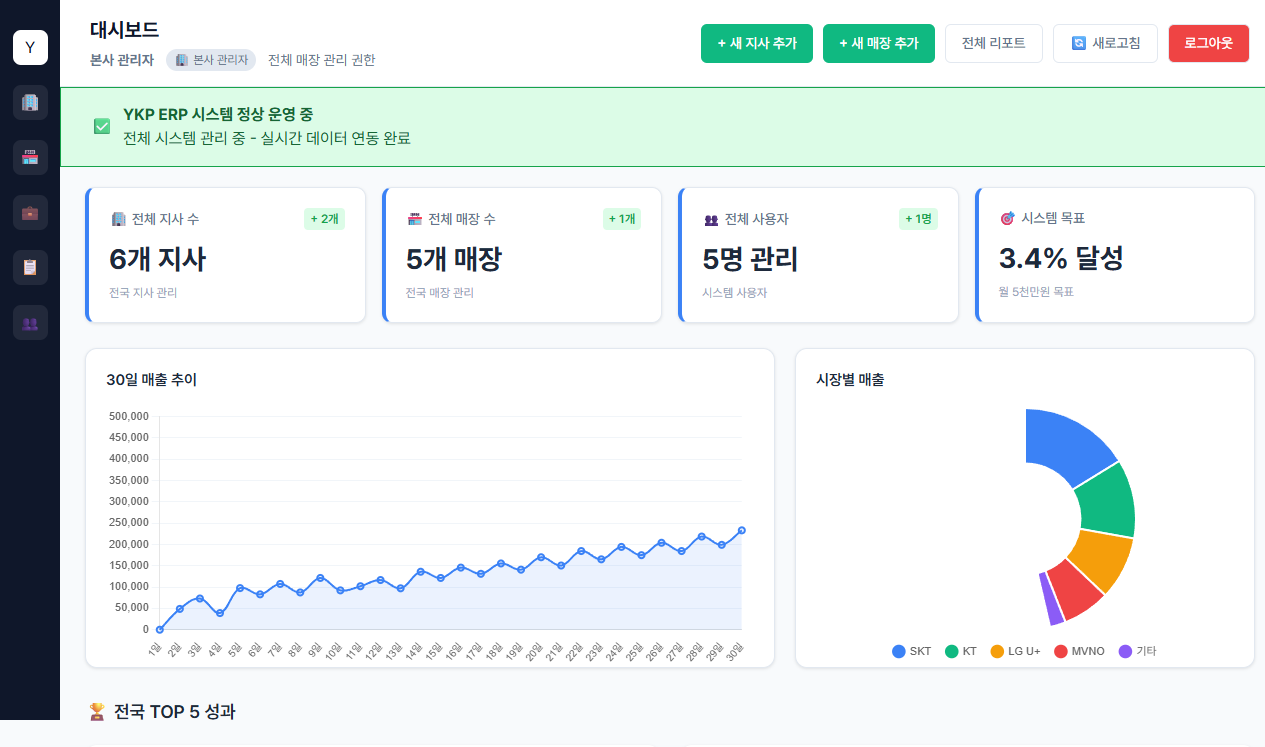 Y
대시보드
본사 관리자 🏢 본사 관리자 전체 매장 관리 권한
+ 새 지사 추가
+ 새 매장 추가
전체 리포트
🔄 새로고침
로그아웃
✅ YKP ERP 시스템 정상 운영 중
전체 시스템 관리 중 - 실시간 데이터 연동 완료
🏢 전체 지사 수 + 2개
6개 지사
전국 지사 관리
🏪 전체 매장 수 + 1개
5개 매장
전국 매장 관리
👥 전체 사용자 + 1명
5명 관리
시스템 사용자
🎯 시스템 목표
3.4% 달성
월 5천만원 목표
30일 매출 추이
500,000
450,000
400,000
350,000
300,000
250,000
200,000
150,000
100,000
50,000
0
1일 2일 3일 4일 5일 6일 7일 8일 9일 10일 11일 12일 13일 14일 15일 16일 17일 18일 19일 20일 21일 22일 23일 24일 25일 26일 27일 28일 29일 30일
시장별 매출
SKT KT LG U+ MVNO 기타
🏆 전국 TOP 5 성과